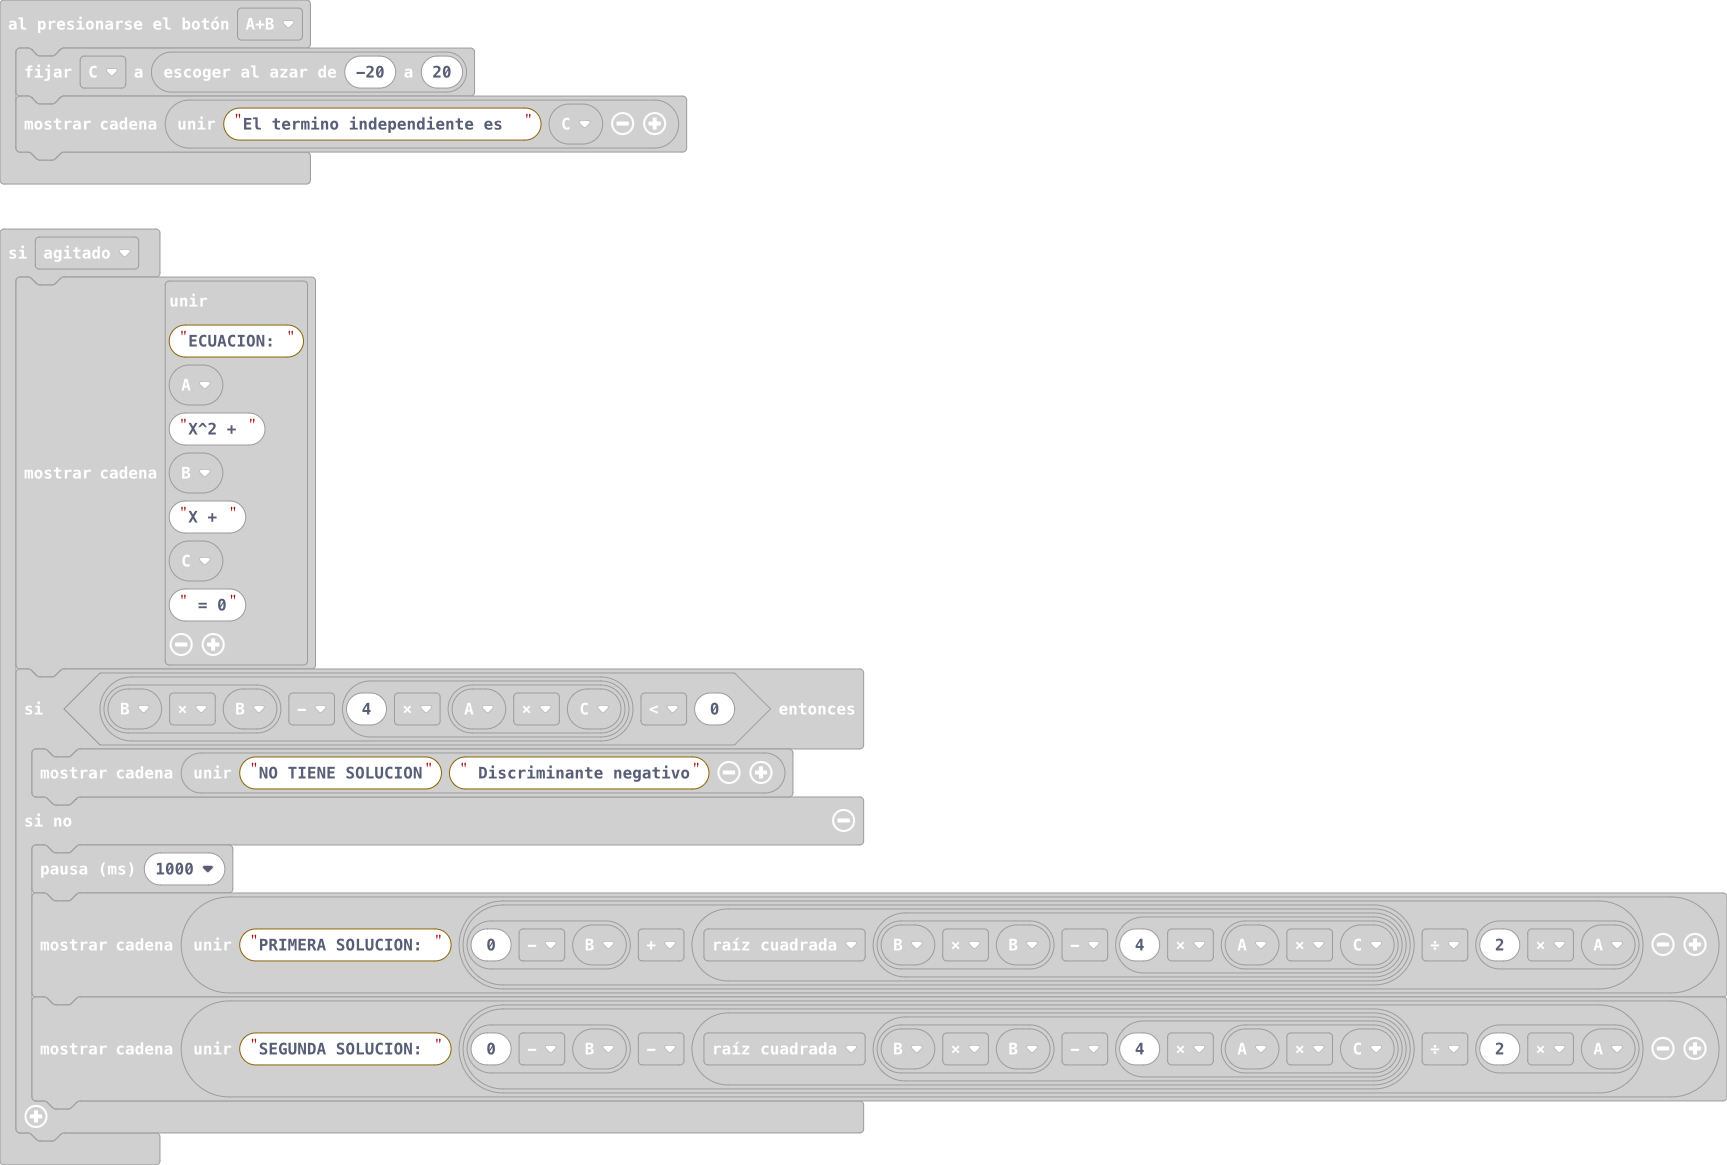 al presionarse el botón A+B
fijar C a escoger al azar de −20 a 20
mostrar cadena unir "El termino independiente es " C
si agitado
unir
"ECUACION: "
A
"X^2 + "
B
mostrar cadena
"X + "
C
" = 0"
si B × B − 4 × A × C < 0 entonces
mostrar cadena unir "NO TIENE SOLUCION" " Discriminante negativo"
si no
pausa (ms) 1000
mostrar cadena unir "PRIMERA SOLUCION: " 0 − B + raíz cuadrada B × B − 4 × A × C ÷ 2 × A
mostrar cadena unir "SEGUNDA SOLUCION: " 0 − B − raíz cuadrada B × B − 4 × A × C ÷ 2 × A